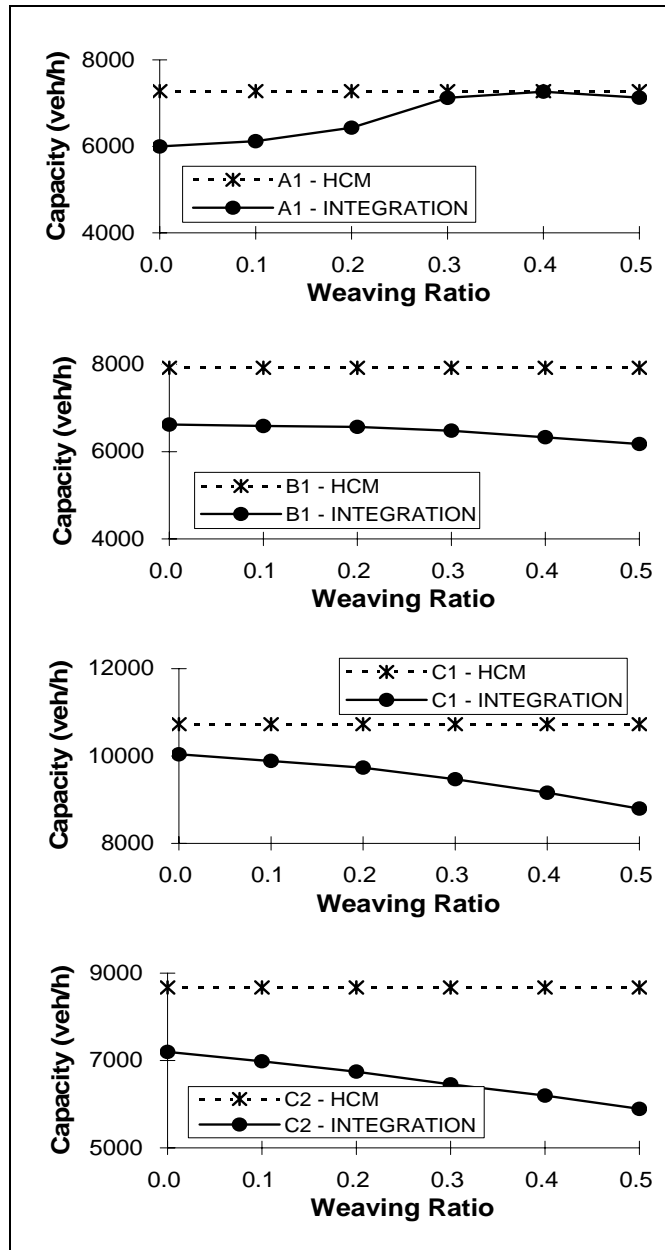 Capacity (veh/h)
8000
6000
4000
A1 - HCM
A1 - INTEGRATION
0.0 0.1 0.2 0.3 0.4 0.5
Weaving Ratio
Capacity (veh/h)
8000
6000
4000
B1 - HCM
B1 - INTEGRATION
0.0 0.1 0.2 0.3 0.4 0.5
Weaving Ratio
Capacity (veh/h)
12000
10000
8000
C1 - HCM
C1 - INTEGRATION
0.0 0.1 0.2 0.3 0.4 0.5
Weaving Ratio
Capacity (veh/h)
9000
7000
5000
C2 - HCM
C2 - INTEGRATION
0.0 0.1 0.2 0.3 0.4 0.5
Weaving Ratio